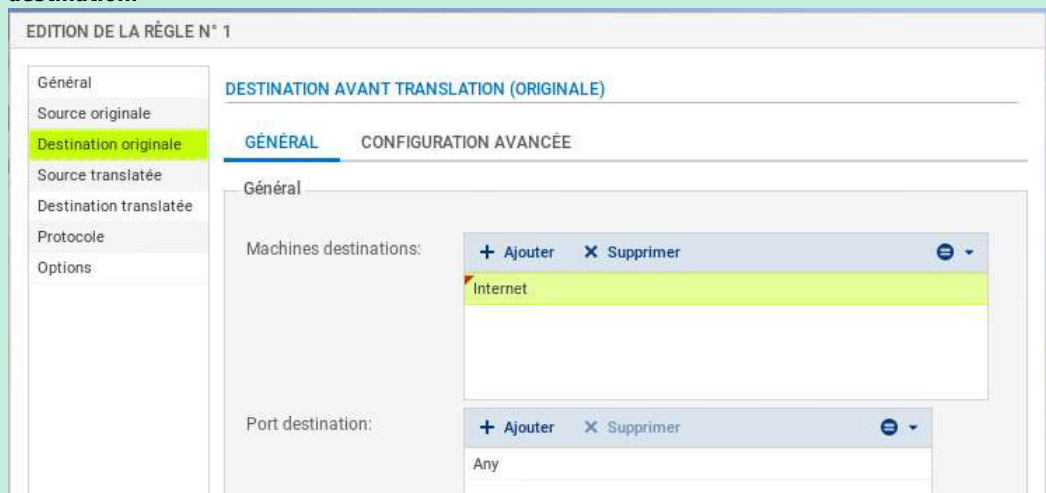 destination.
EDITION DE LA RÈGLE N° 1
Général
Source originale
Destination originale
Source translatée
Destination translatée
Protocole
Options
DESTINATION AVANT TRANSLATION (ORIGINALE)
GÉNÉRAL CONFIGURATION AVANCÉE
Général
Machines destinations:
+ Ajouter × Supprimer
Internet
Port destination:
+ Ajouter × Supprimer
Any